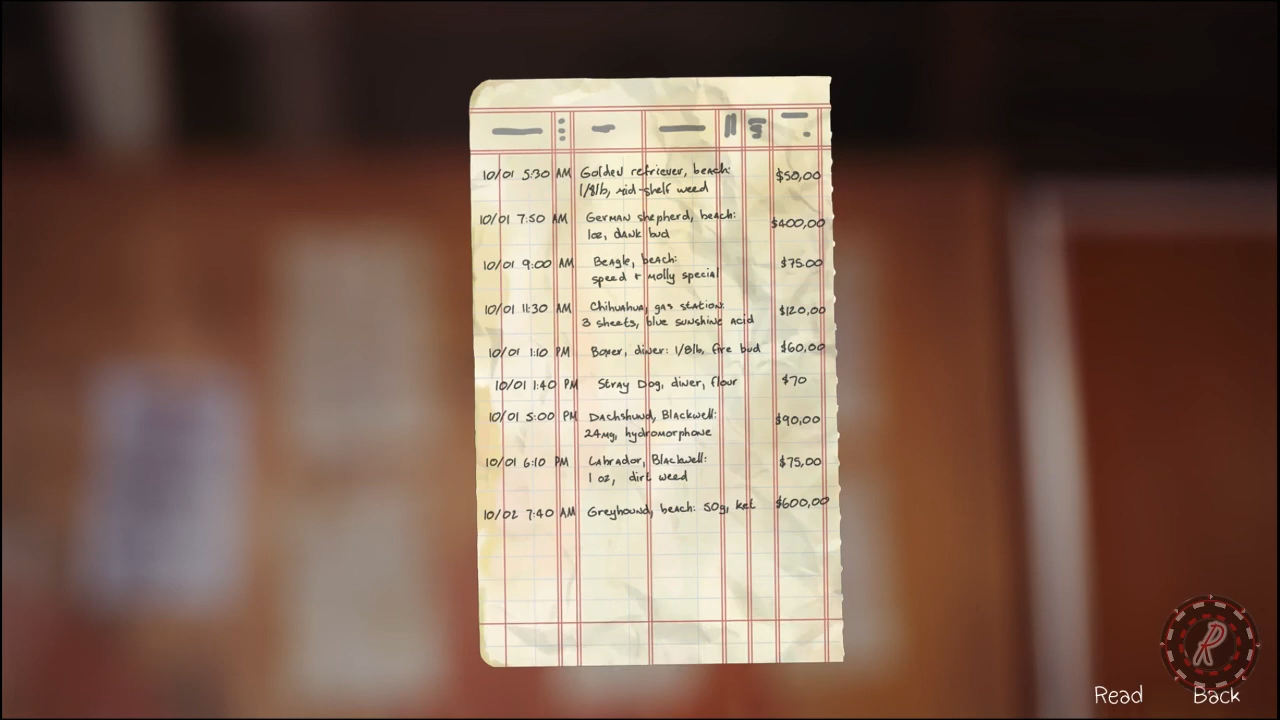 10/01 5:30 AM Golden retriever, beach: $50,00
1/8lb, mid-shelf weed
10/01 7:50 AM German shepherd, beach: $400,00
1oz, dank bud
10/01 9:00 AM Beagle, beach: $75.00
speed + Molly special
10/01 11:30 AM Chihuahua, gas station: $120,00
3 sheets, blue sunshine acid
10/01 1:10 PM Boxer, diner: 1/8lb, fire bud $60,00
10/01 1:40 PM Stray Dog, diner, flour $70
10/01 5:00 PM Dachshund, Blackwell: $90,00
24mg, hydromorphone
10/01 6:10 PM Labrador, Blackwell: $75,00
1 oz, dirt weed
10/02 7:40 AM Greyhound, beach: 50g, ket $600,00
R
Read Back